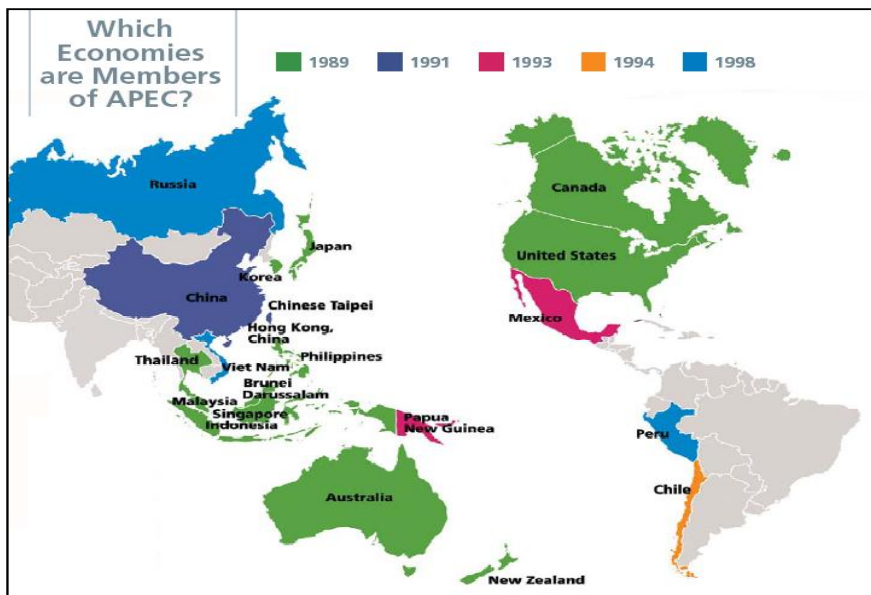 Which
Economies
are Members
of APEC?
1989 1991 1993 1994 1998
Russia
Canada
Japan
United States
Korea
China
Chinese Taipei
Mexico
Hong Kong,
China
Thailand
Philippines
Viet Nam
Brunei
Darussalam
Malaysia
Singapore
Indonesia
Papua
New Guinea
Peru
Chile
Australia
New Zealand